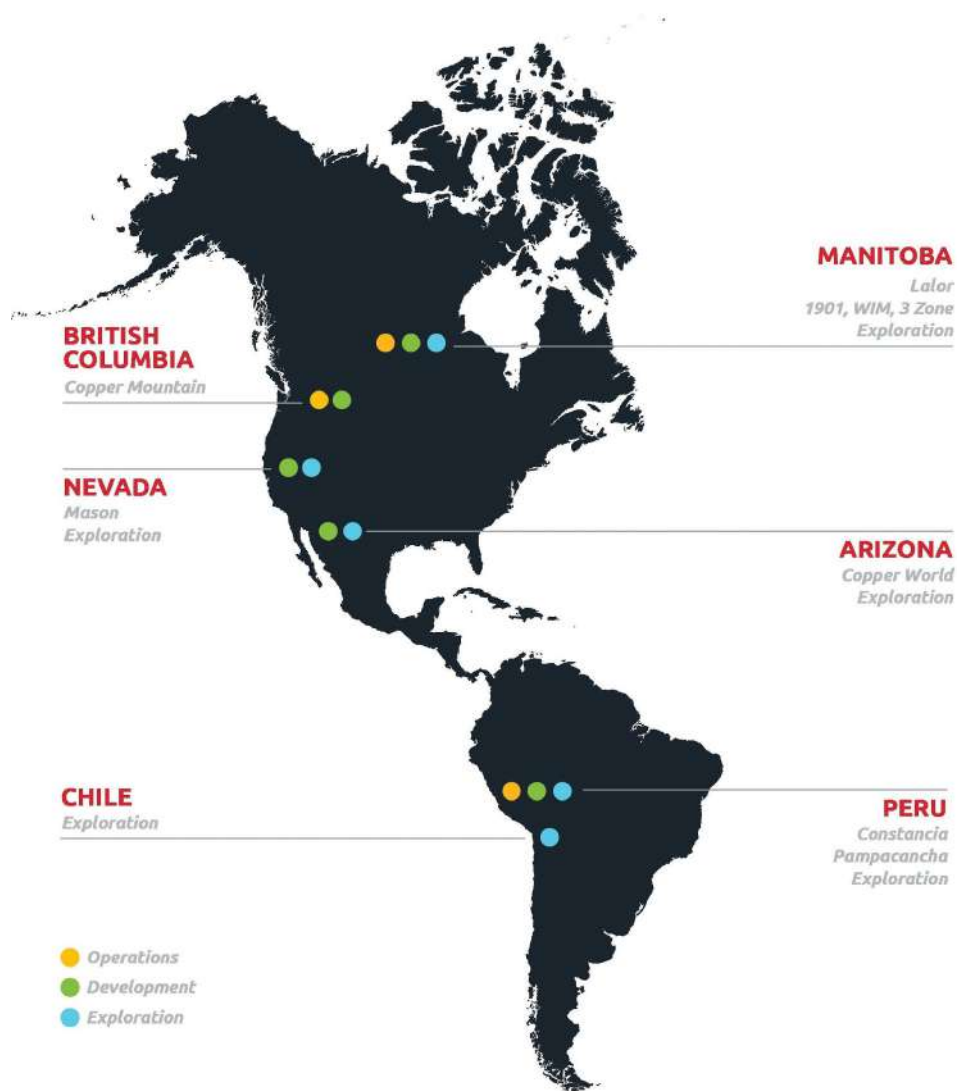 MANITOBA
Lalor
1901, WIM, 3 Zone
Exploration
BRITISH
COLUMBIA
Copper Mountain
NEVADA
Mason
Exploration
ARIZONA
Copper World
Exploration
CHILE
Exploration
PERU
Constancia
Pampacancha
Exploration
Operations
Development
Exploration